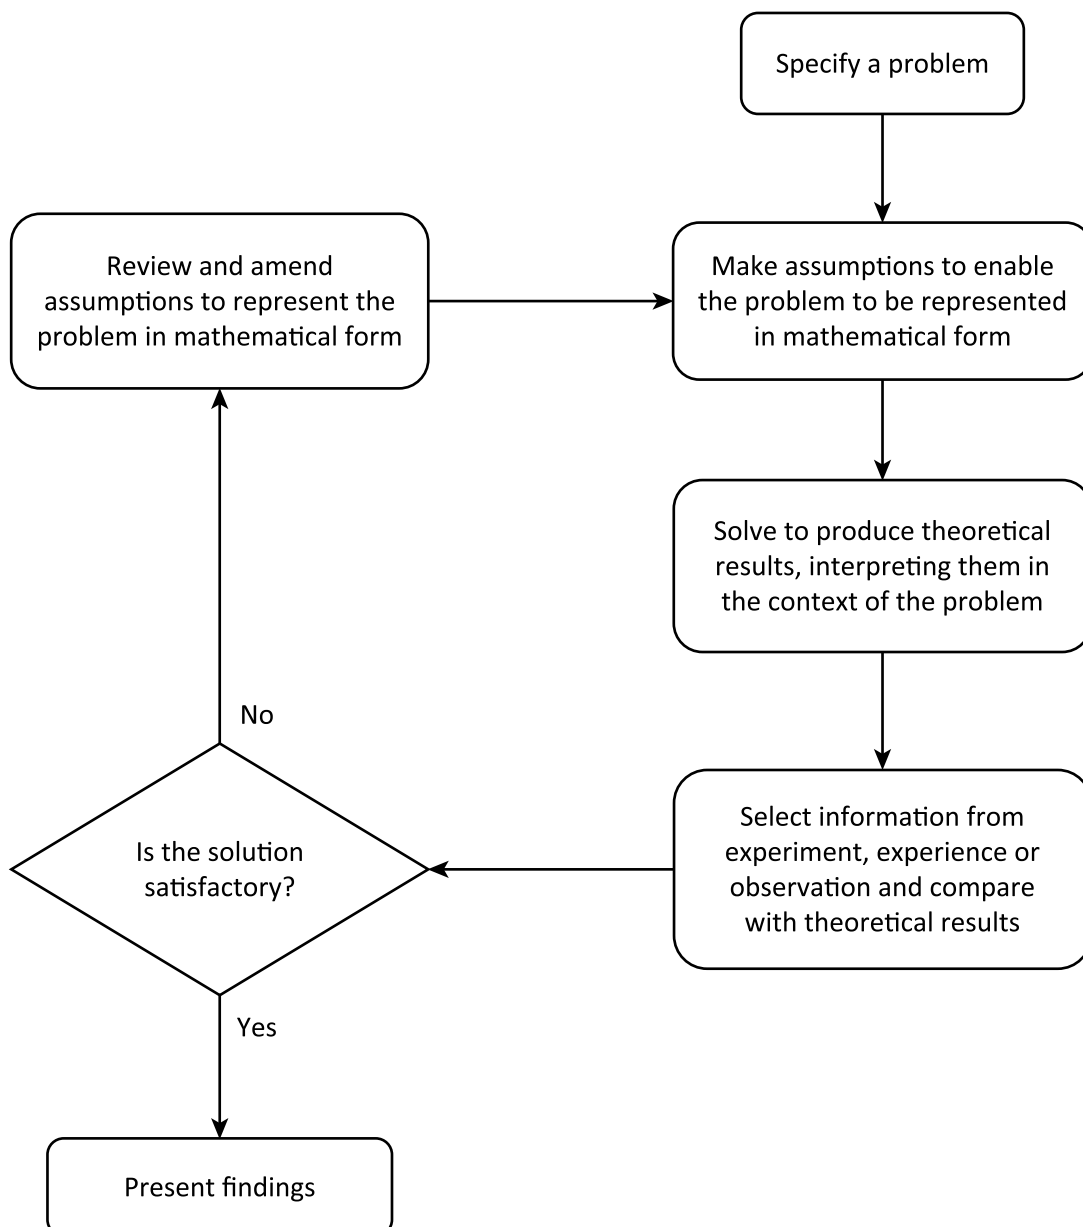 Specify a problem
Make assumptions to enable
the problem to be represented
in mathematical form
Solve to produce theoretical
results, interpreting them in
the context of the problem
Select information from
experiment, experience or
observation and compare
with theoretical results
Is the solution
satisfactory?
No
Review and amend
assumptions to represent the
problem in mathematical form
Yes
Present findings